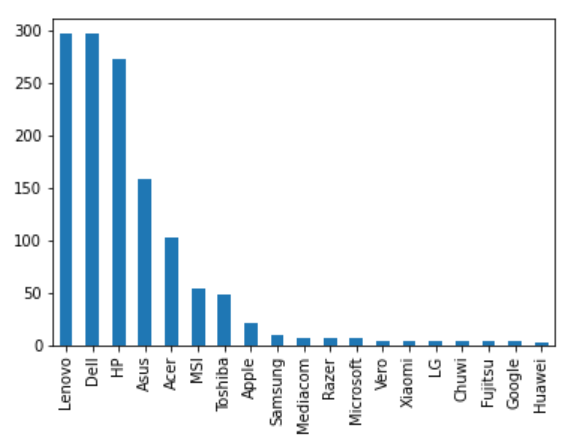 300
250
200
150
100
50
0
Lenovo
Dell
HP
Asus
Acer
MSI
Toshiba
Apple
Samsung
Mediacom
Razer
Microsoft
Vero
Xiaomi
LG
Chuwi
Fujitsu
Google
Huawei